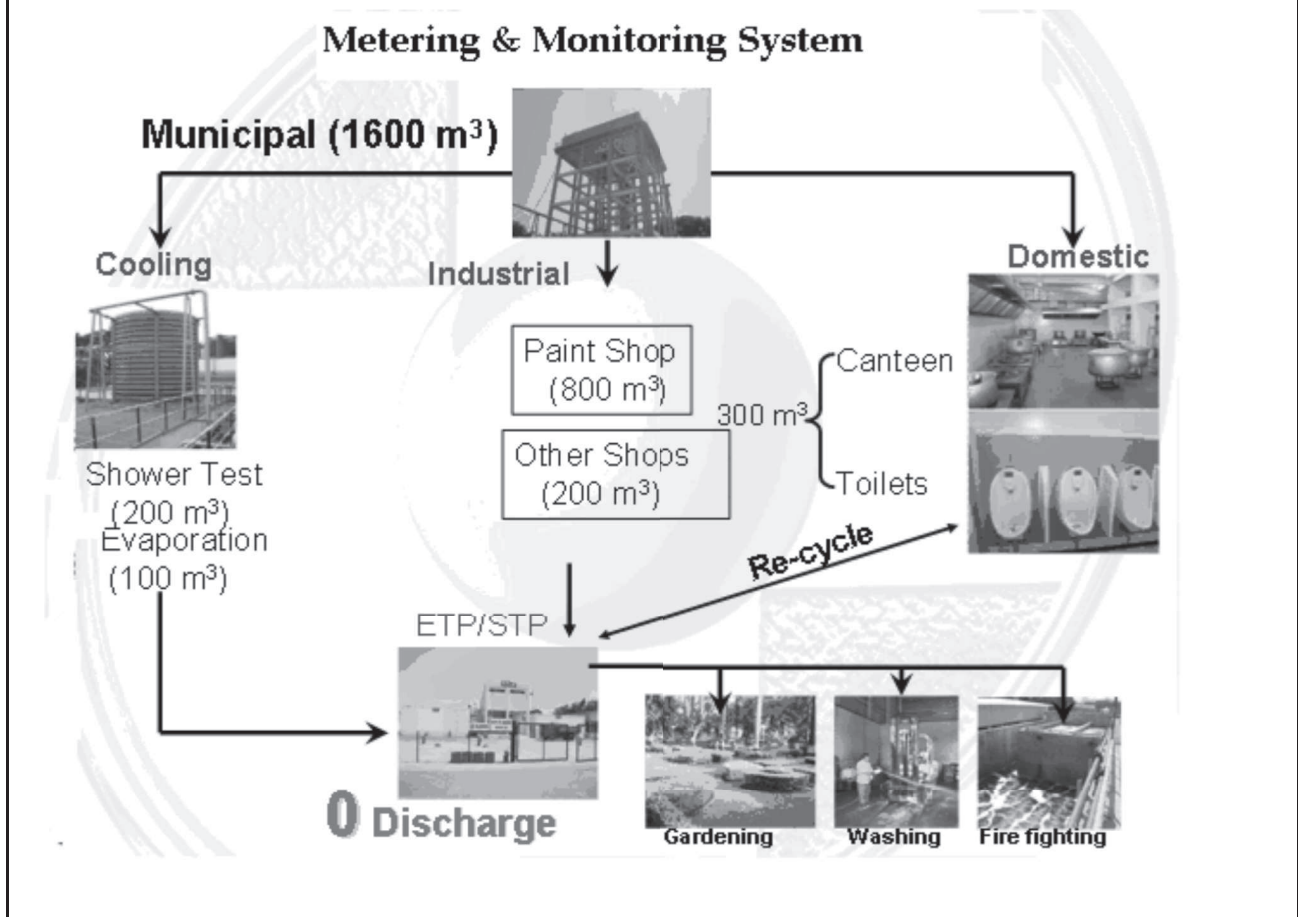 Metering & Monitoring System
Municipal (1600 m³)
Cooling
Industrial
Domestic
Paint Shop
(800 m³)
Other Shops
(200 m³)
300 m³
Canteen
Toilets
Shower Test
(200 m³)
Evaporation
(100 m³)
Re-cycle
ETP/STP
0 Discharge
Gardening
Washing
Fire fighting